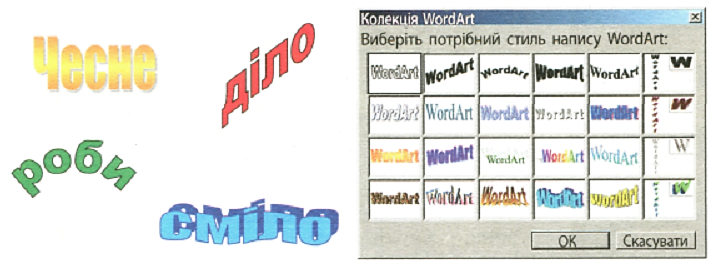 Чесне
діло
роби
сміло
Колекція WordArt
Виберіть потрібний стиль напису WordArt:
WordArt WordArt WordArt WordArt WordArt WordArt W
WordArt WordArt WordArt WordArt WordArt WordArt W
WordArt WordArt WordArt WordArt WordArt WordArt W
WordArt WordArt WordArt WordArt WordArt WordArt W
OK Скасувати